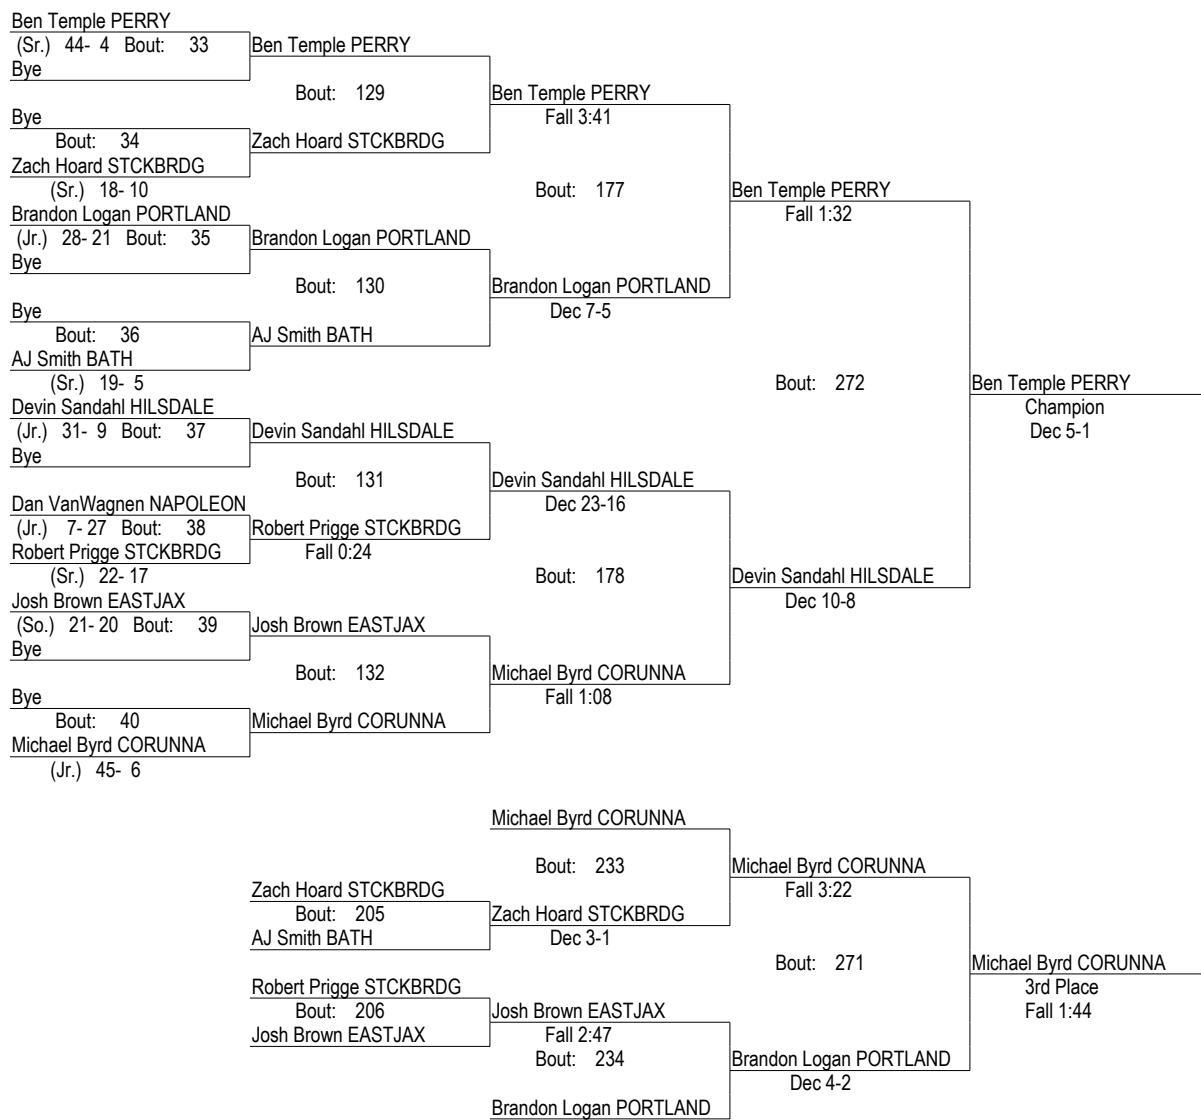 Ben Temple PERRY
(Sr.) 44- 4 Bout: 33 Ben Temple PERRY
Bye
Bout: 129 Ben Temple PERRY
Bye Fall 3:41
Bout: 34 Zach Hoard STCKBRDG
Zach Hoard STCKBRDG
(Sr.) 18- 10 Bout: 177 Ben Temple PERRY
Brandon Logan PORTLAND Fall 1:32
(Jr.) 28- 21 Bout: 35 Brandon Logan PORTLAND
Bye
Bout: 130 Brandon Logan PORTLAND
Bye Dec 7-5
Bout: 36 AJ Smith BATH
AJ Smith BATH
(Sr.) 19- 5 Bout: 272 Ben Temple PERRY
Devin Sandahl HILSDALE Champion
(Jr.) 31- 9 Bout: 37 Devin Sandahl HILSDALE Dec 5-1
Bye
Bout: 131 Devin Sandahl HILSDALE
Dan VanWagnen NAPOLEON Dec 23-16
(Jr.) 7- 27 Bout: 38 Robert Prigge STCKBRDG
Robert Prigge STCKBRDG Fall 0:24
(Sr.) 22- 17 Bout: 178 Devin Sandahl HILSDALE
Josh Brown EASTJAX Dec 10-8
(So.) 21- 20 Bout: 39 Josh Brown EASTJAX
Bye
Bout: 132 Michael Byrd CORUNNA
Bye Fall 1:08
Bout: 40 Michael Byrd CORUNNA
Michael Byrd CORUNNA
(Jr.) 45- 6
Michael Byrd CORUNNA
Bout: 233 Michael Byrd CORUNNA
Zach Hoard STCKBRDG Fall 3:22
Bout: 205 Zach Hoard STCKBRDG
AJ Smith BATH Dec 3-1
Bout: 271 Michael Byrd CORUNNA
Robert Prigge STCKBRDG 3rd Place
Bout: 206 Josh Brown EASTJAX Fall 1:44
Josh Brown EASTJAX Fall 2:47
Bout: 234 Brandon Logan PORTLAND
Dec 4-2
Brandon Logan PORTLAND